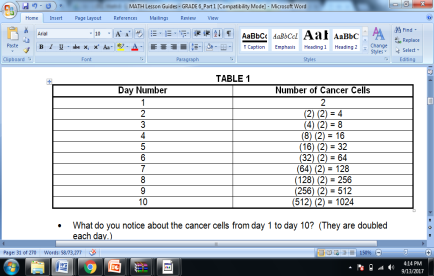 MATH Lesson Guides - GRADE 6_Part1 [Compatibility Mode] - Microsoft Word
Home Insert Page Layout References Mailings Review View
Arial 18
Paste
B I U abc
AaBbCc AaBbCcI AaBl AaBbC
¶ Caption Emphasis Heading 1 Heading 2
Change Styles
Find
Replace
Select
Clipboard Font Paragraph Styles Editing
TABLE 1
Day Number Number of Cancer Cells
1 2
2 (2) (2) = 4
3 (4) (2) = 8
4 (8) (2) = 16
5 (16) (2) = 32
6 (32) (2) = 64
7 (64) (2) = 128
8 (128) (2) = 256
9 (256) (2) = 512
10 (512) (2) = 1024
• What do you notice about the cancer cells from day 1 to day 10? (They are doubled
each day.)
Page: 31 of 279 Words: 58/73,277
4:14 PM
9/13/2017